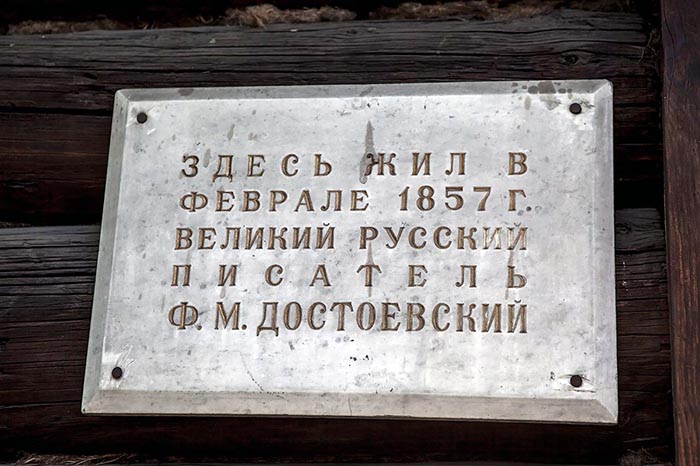 ЗДЕСЬ ЖИЛ В
ФЕВРАЛЕ 1857 Г.
ВЕЛИКИЙ РУССКИЙ
ПИСАТЕЛЬ
Ф. М. ДОСТОЕВСКИЙ